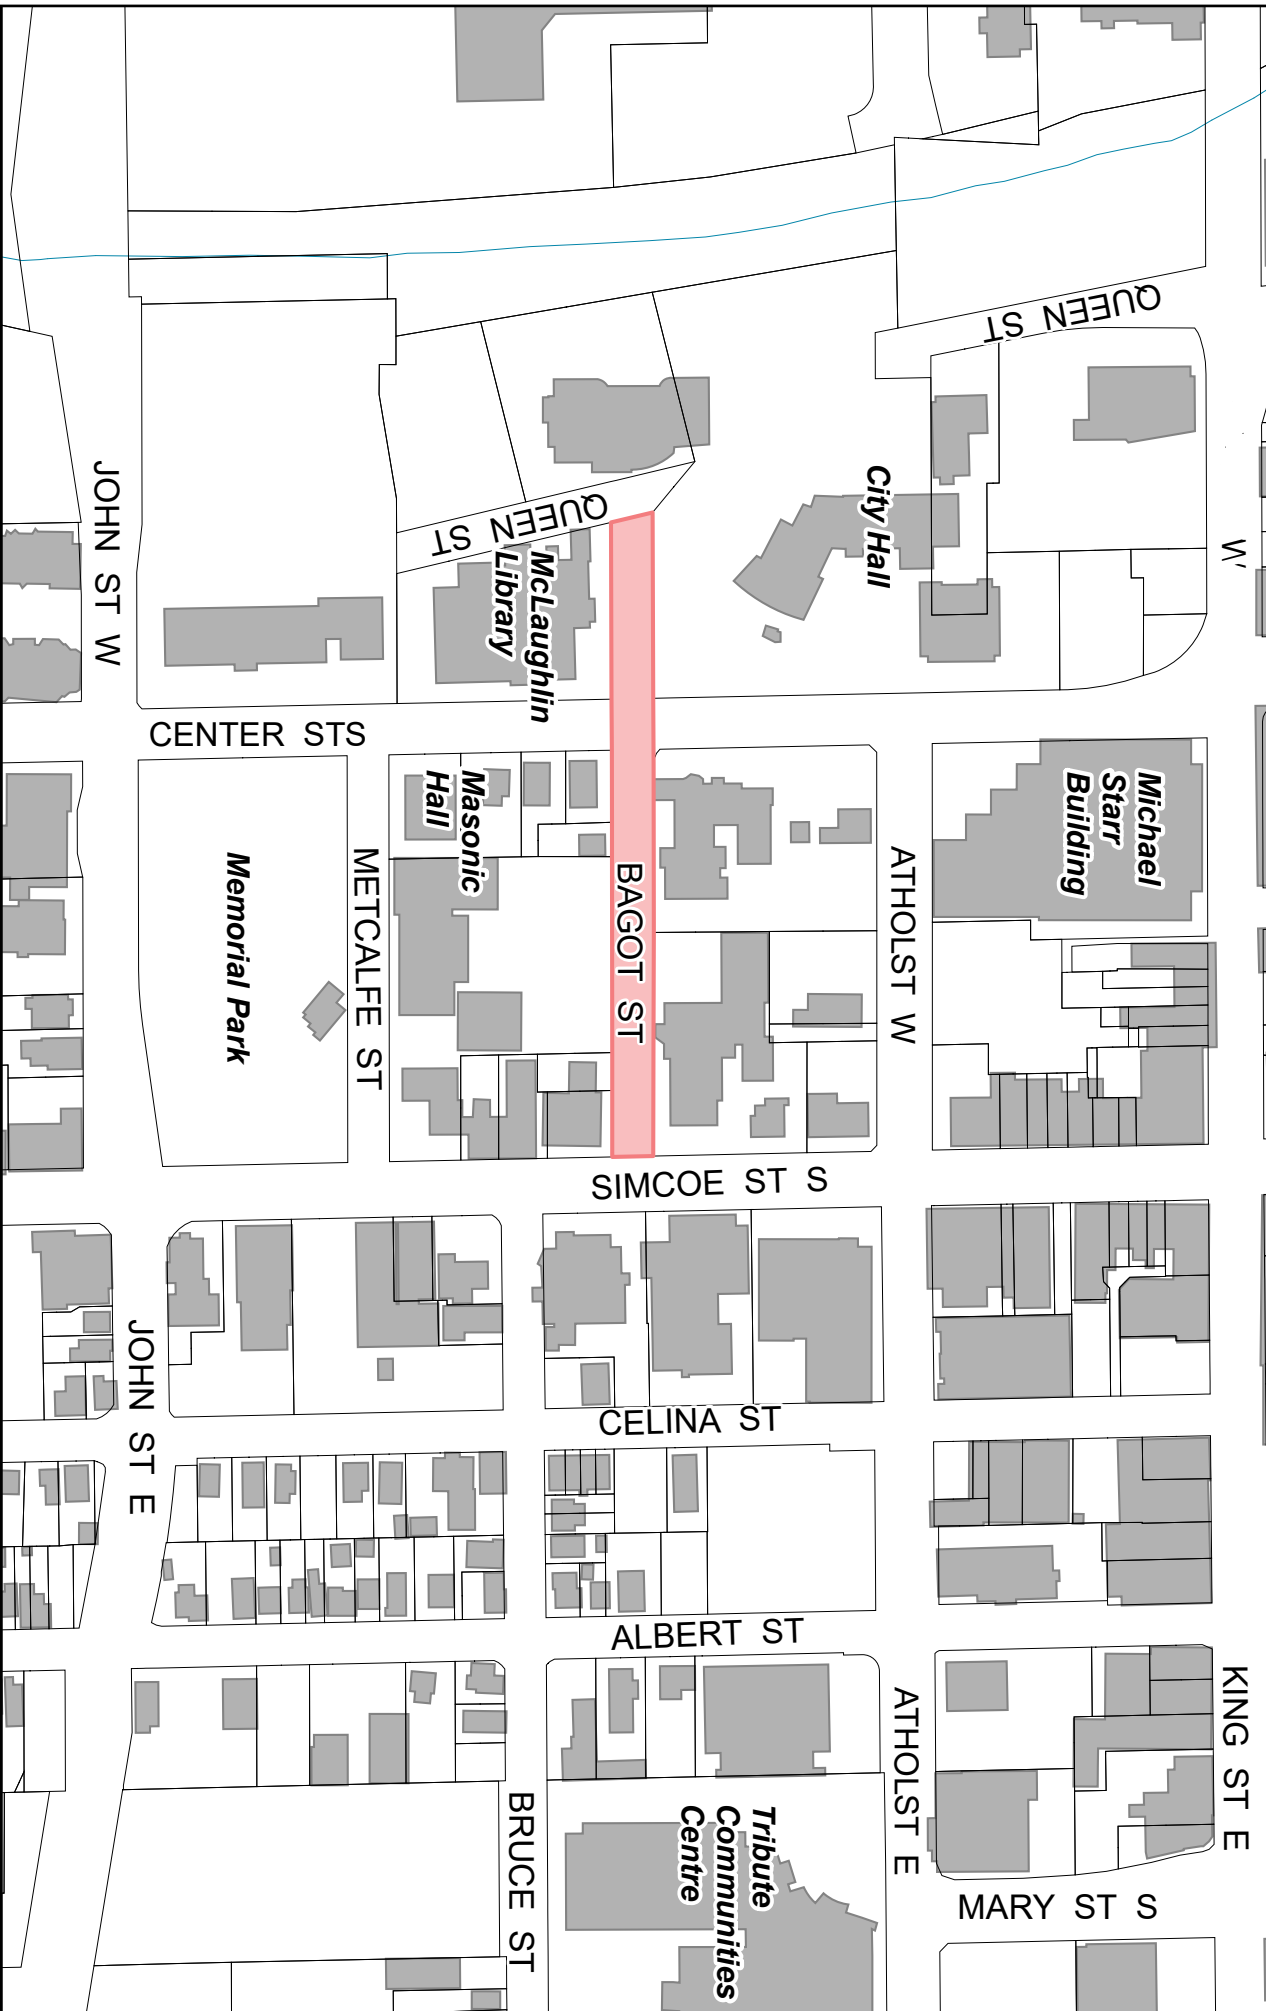 QUEEN ST
City Hall
JOHN ST W
QUEEN ST
W
McLaughlin
Library
CENTER STS
Michael
Starr
Building
Masonic
Hall
Memorial Park
METCALFE ST
BAGOT ST
ATHOLST W
SIMCOE ST S
JOHN ST E
CELINA ST
ALBERT ST
KING ST E
ATHOLST E
BRUCE ST
Tribute
Communities
Centre
MARY ST S